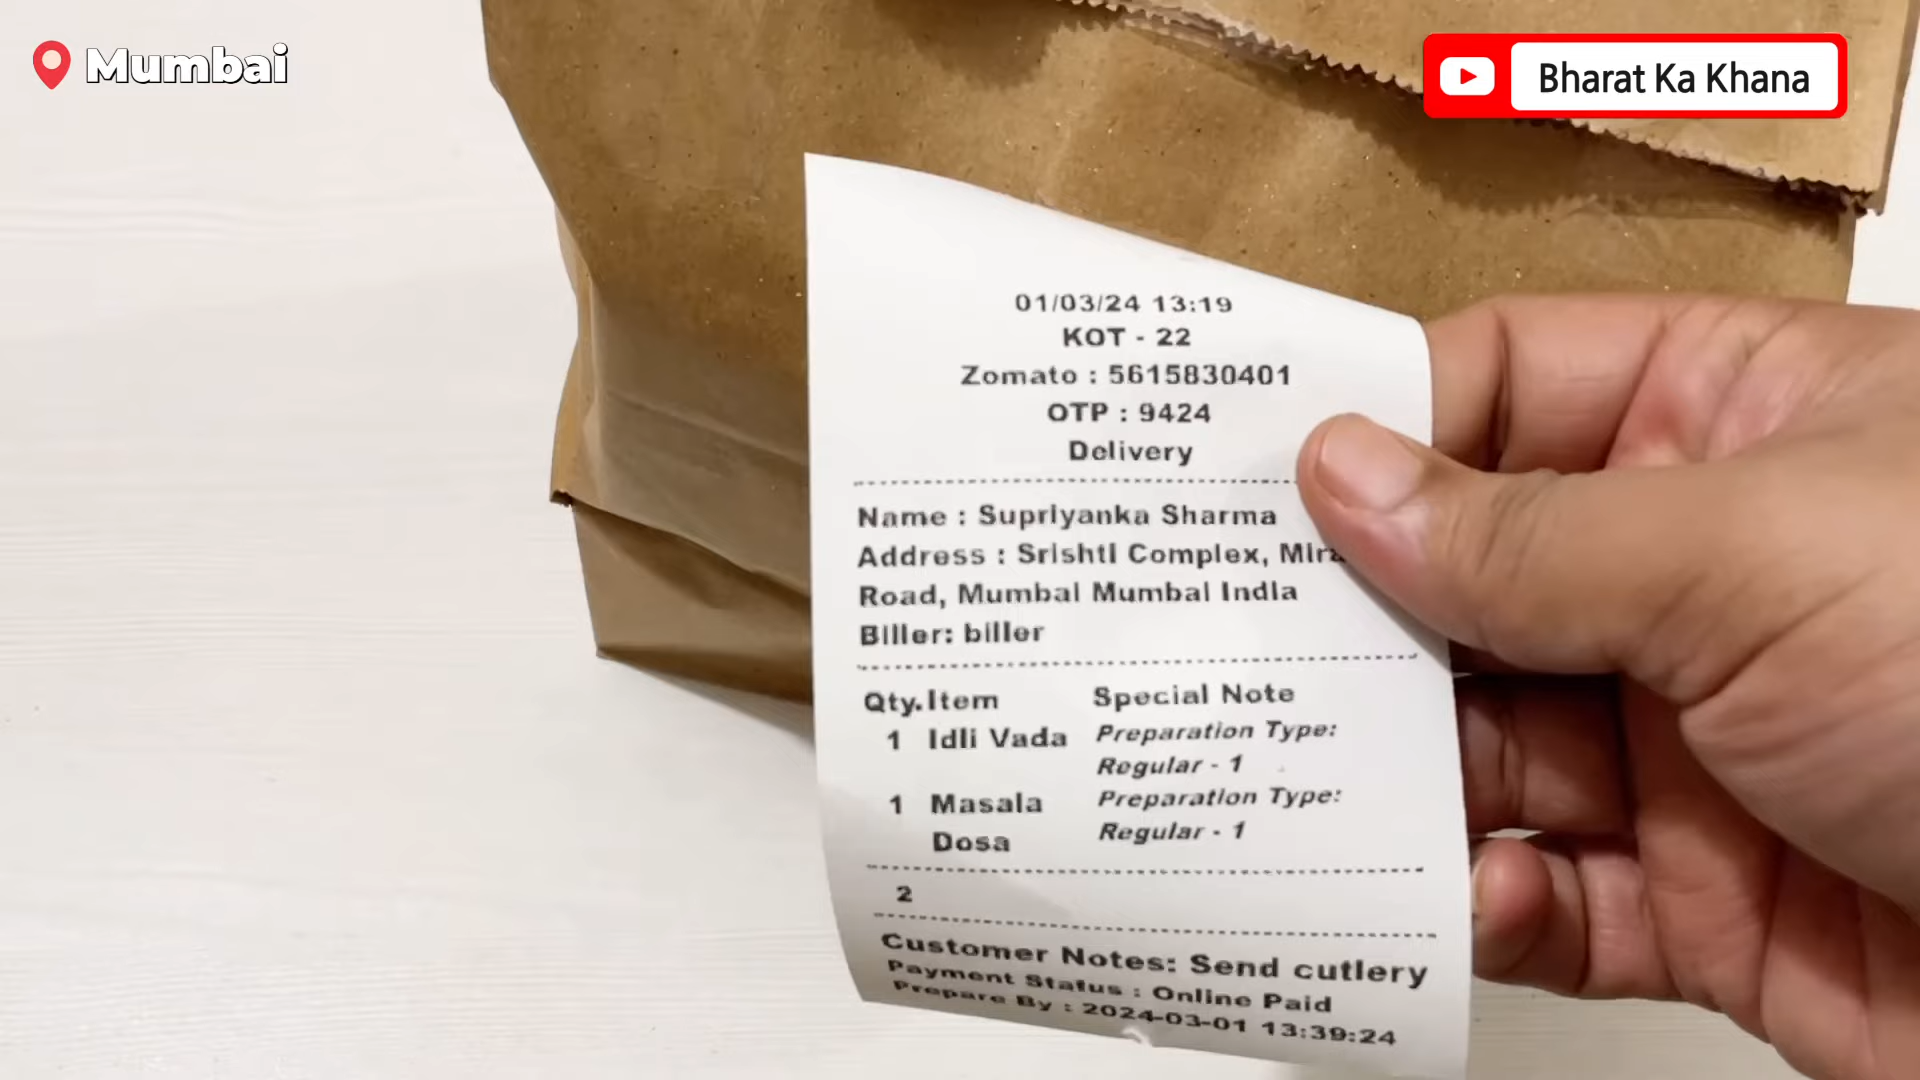 Mumbai
Bharat Ka Khana
01/03/24 13:19
KOT - 22
Zomato : 5615830401
OTP : 9424
Delivery
Name : Supriyanka Sharma
Address : Srishti Complex, Mira
Road, Mumbai Mumbai India
Biller: biller
Qty. Item Special Note
1 Idli Vada Preparation Type:
Regular - 1
1 Masala Preparation Type:
Dosa Regular - 1
2
Customer Notes: Send cutlery
Payment Status : Online Paid
Prepare By : 2024-03-01 13:39:24